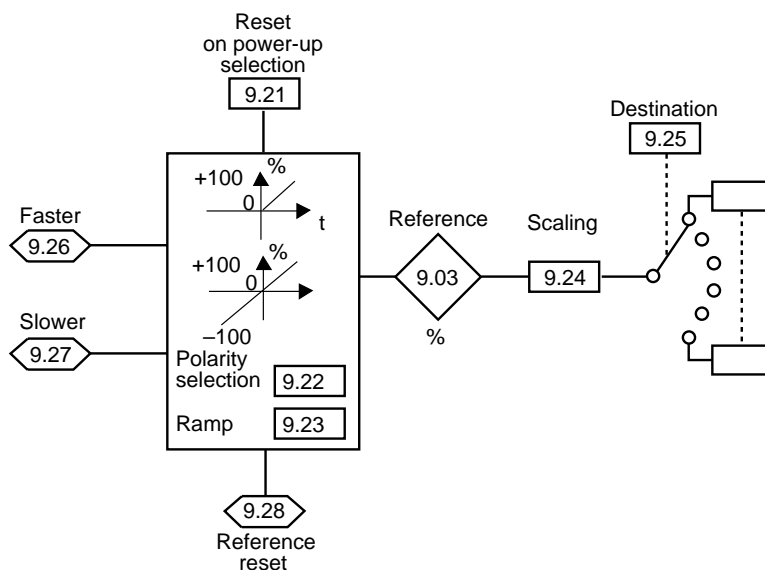 Reset
on power-up
selection
9.21
Destination
9.25
%
+100
0
t
Faster
9.26
Reference
9.03
%
Scaling
9.24
%
+100
0
–100
Slower
9.27
Polarity
selection
9.22
Ramp
9.23
9.28
Reference
reset